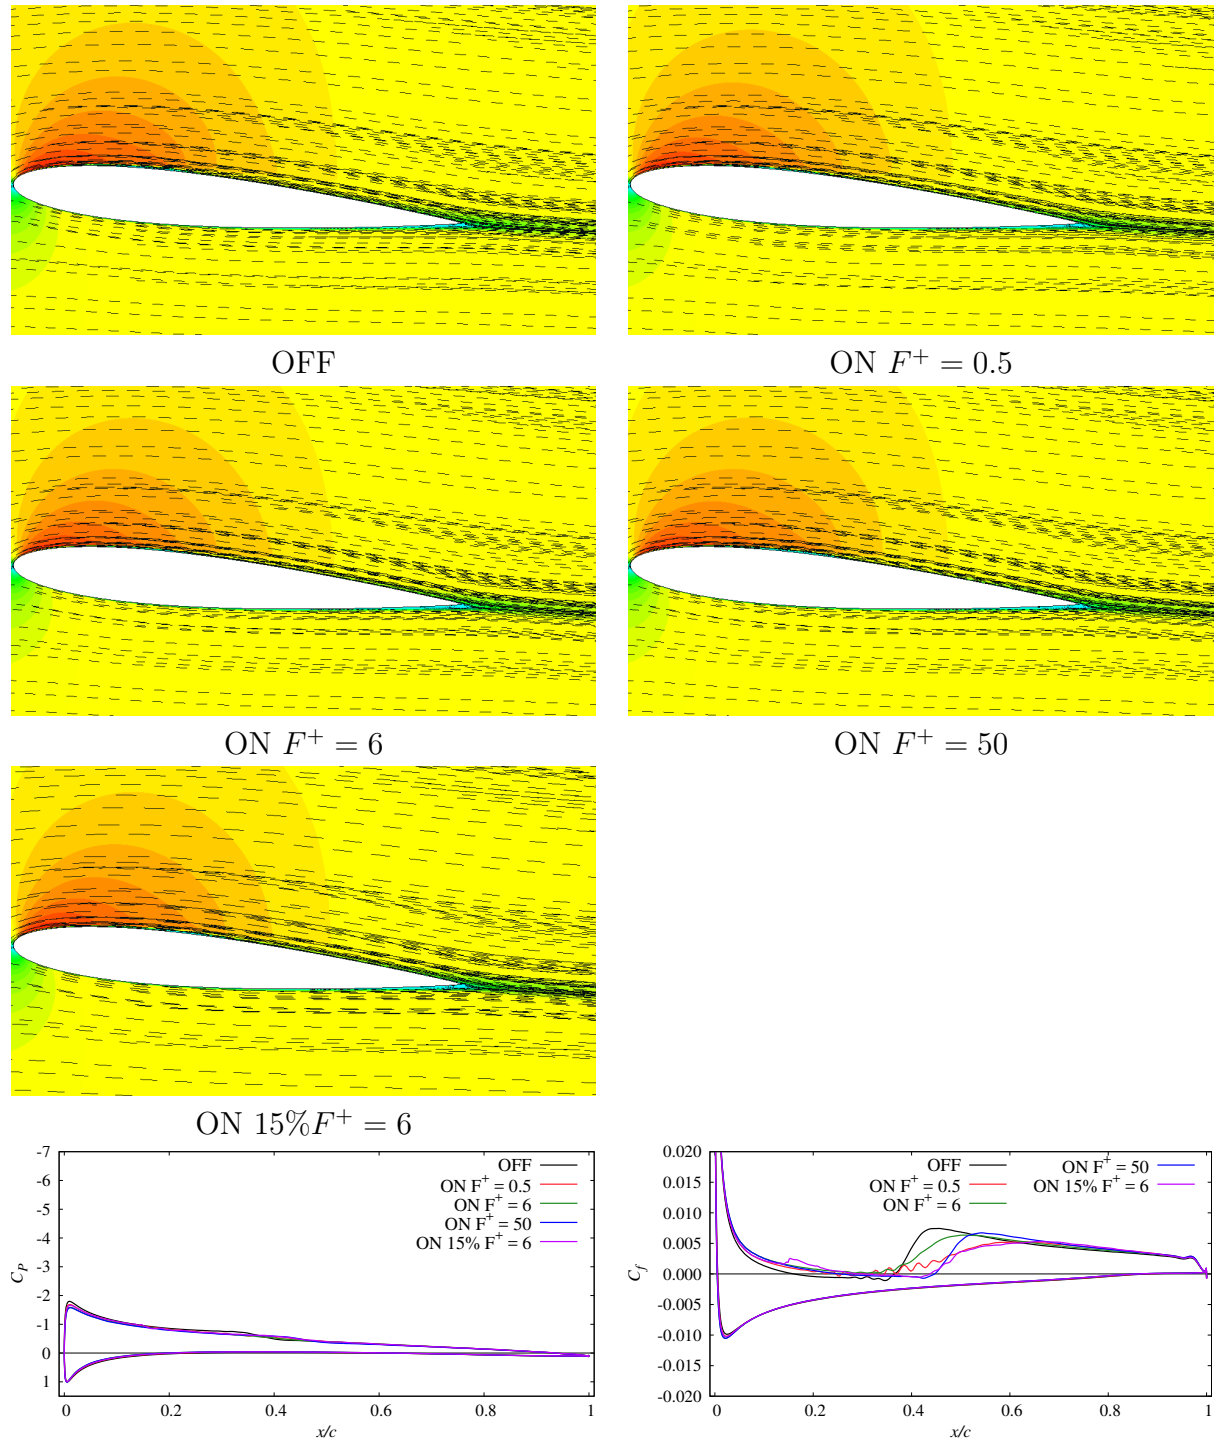 OFF
ON F⁺ = 0.5
ON F⁺ = 6
ON F⁺ = 50
ON 15%F⁺ = 6
-7
-6
-5
-4
-3
-2
-1
0
1
C_P
OFF
ON F⁺ = 0.5
ON F⁺ = 6
ON F⁺ = 50
ON 15% F⁺ = 6
0 0.2 0.4 0.6 0.8 1
x/c
0.020
0.015
0.010
0.005
0.000
-0.005
-0.010
-0.015
-0.020
C_f
OFF
ON F⁺ = 0.5
ON F⁺ = 6
ON F⁺ = 50
ON 15% F⁺ = 6
0 0.2 0.4 0.6 0.8 1
x/c